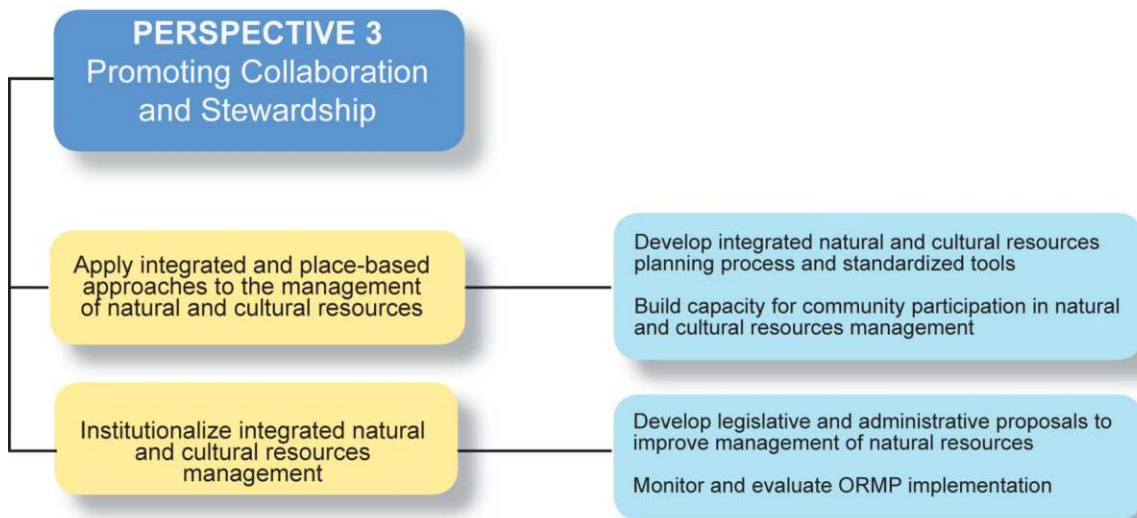 PERSPECTIVE 3
Promoting Collaboration
and Stewardship
Apply integrated and place-based
approaches to the management
of natural and cultural resources
Develop integrated natural and cultural resources
planning process and standardized tools
Build capacity for community participation in natural
and cultural resources management
Institutionalize integrated natural
and cultural resources
management
Develop legislative and administrative proposals to
improve management of natural resources
Monitor and evaluate ORMP implementation